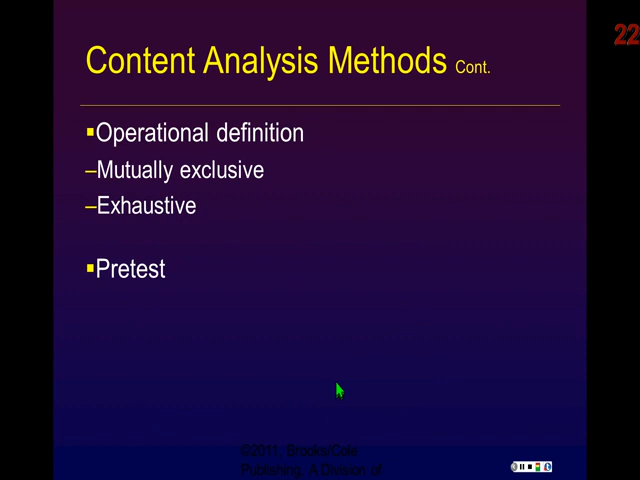 22
Content Analysis Methods Cont.
▪Operational definition
–Mutually exclusive
–Exhaustive
▪Pretest
©2011, Brooks/Cole
Publishing, A Division of